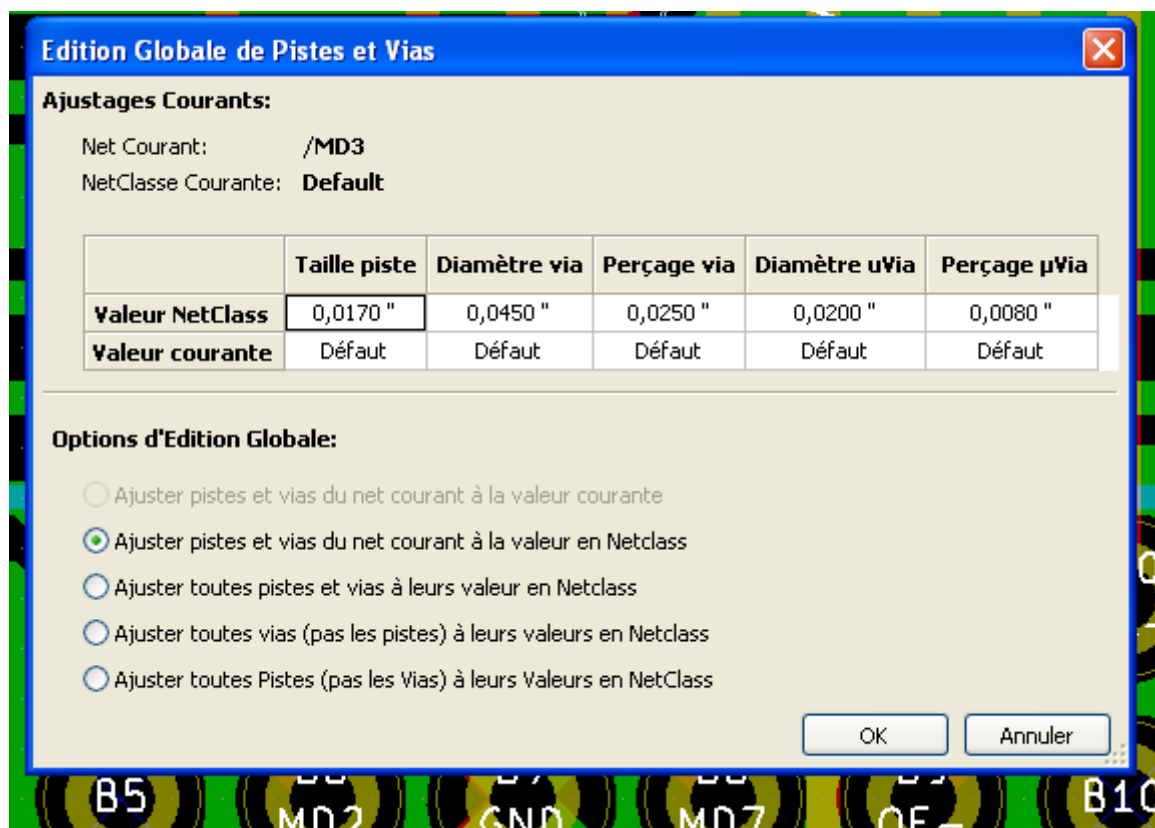 Edition Globale de Pistes et Vias
Ajustages Courants:
Net Courant: /MD3
NetClasse Courante: Default
Taille piste Diamètre via Perçage via Diamètre uVia Perçage µVia
Valeur NetClass 0,0170 " 0,0450 " 0,0250 " 0,0200 " 0,0080 "
Valeur courante Défaut Défaut Défaut Défaut Défaut
Options d'Edition Globale:
Ajuster pistes et vias du net courant à la valeur courante
Ajuster pistes et vias du net courant à la valeur en Netclass
Ajuster toutes pistes et vias à leurs valeur en Netclass
Ajuster toutes vias (pas les pistes) à leurs valeurs en Netclass
Ajuster toutes Pistes (pas les Vias) à leurs Valeurs en NetClass
OK Annuler
B5 B10
MD2 GND MD7 OE-